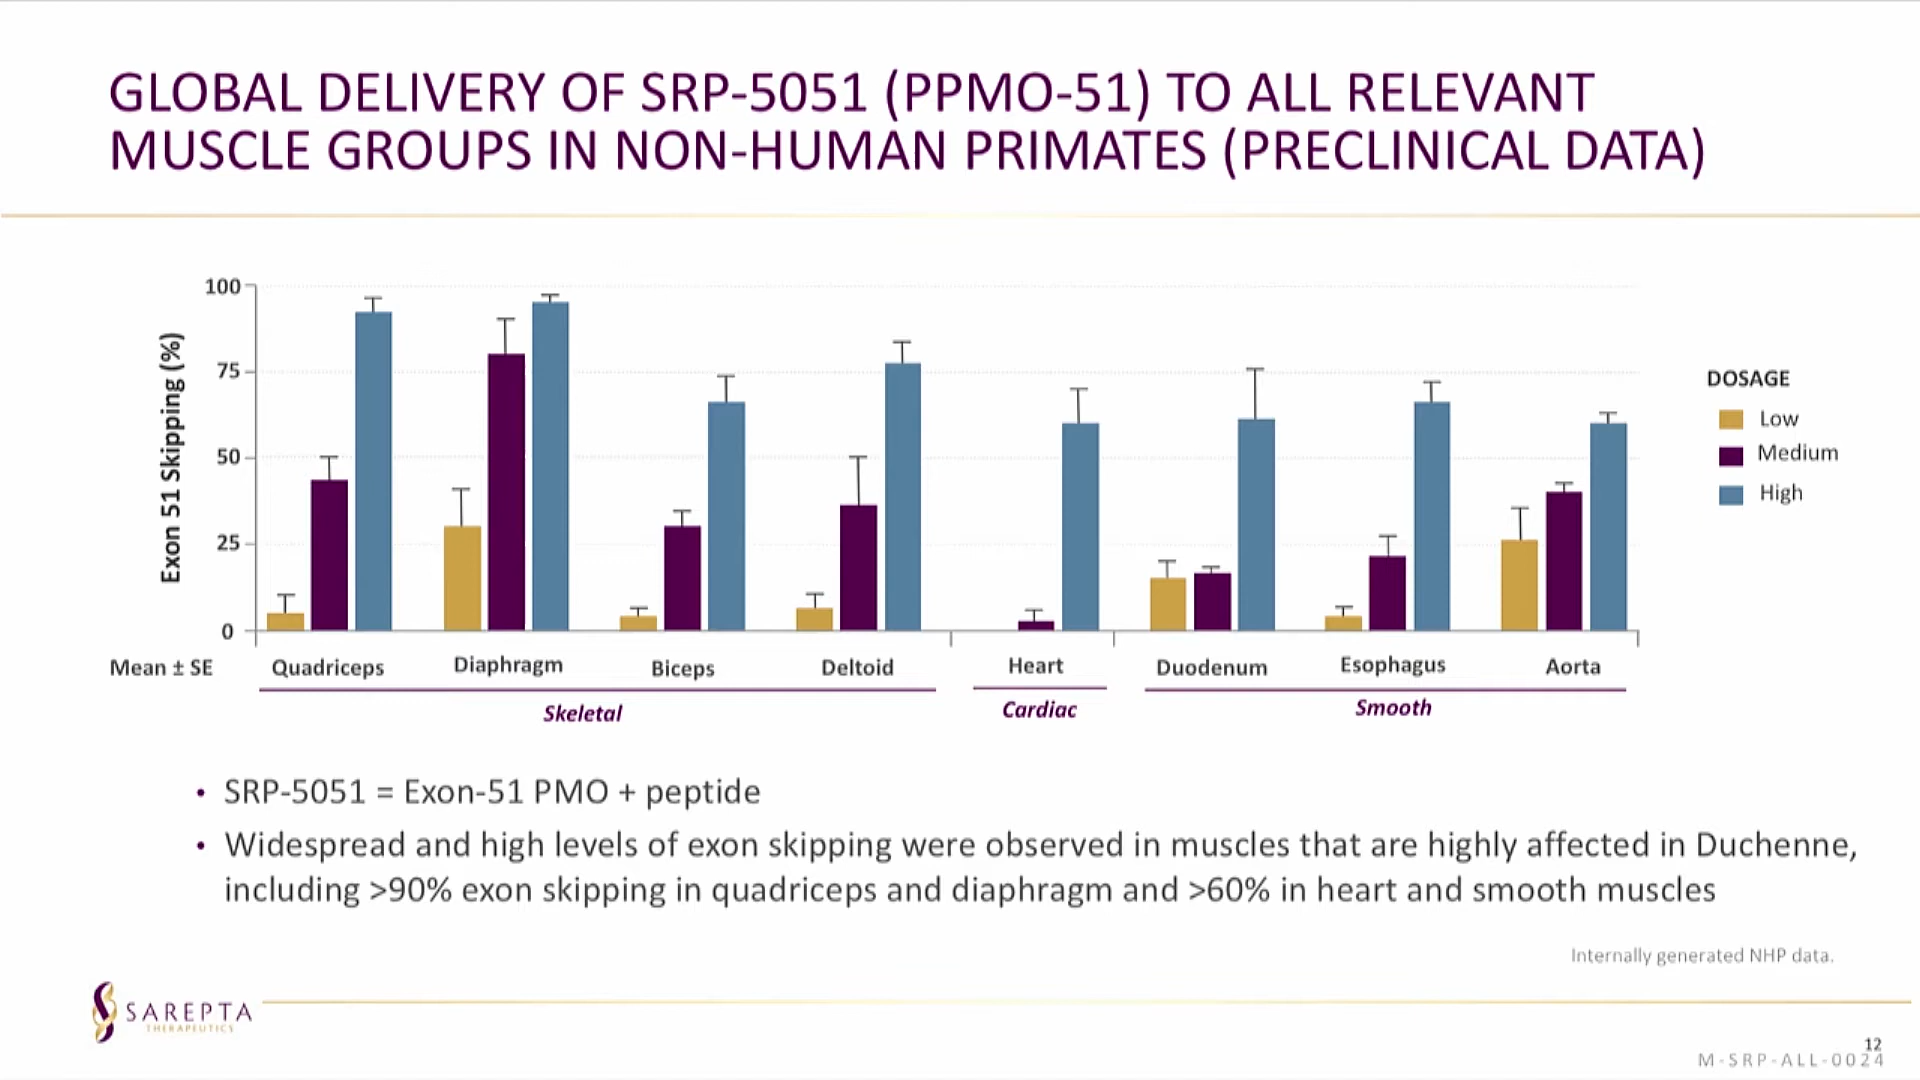 GLOBAL DELIVERY OF SRP-5051 (PPMO-51) TO ALL RELEVANT
MUSCLE GROUPS IN NON-HUMAN PRIMATES (PRECLINICAL DATA)
Exon 51 Skipping (%)
100
75
50
25
0
Mean ± SE
Quadriceps
Diaphragm
Biceps
Deltoid
Heart
Duodenum
Esophagus
Aorta
Skeletal
Cardiac
Smooth
DOSAGE
Low
Medium
High
• SRP-5051 = Exon-51 PMO + peptide
• Widespread and high levels of exon skipping were observed in muscles that are highly affected in Duchenne,
including >90% exon skipping in quadriceps and diaphragm and >60% in heart and smooth muscles
Internally generated NHP data.
SAREPTA
THERAPEUTICS
12
M-SRP-ALL-0024